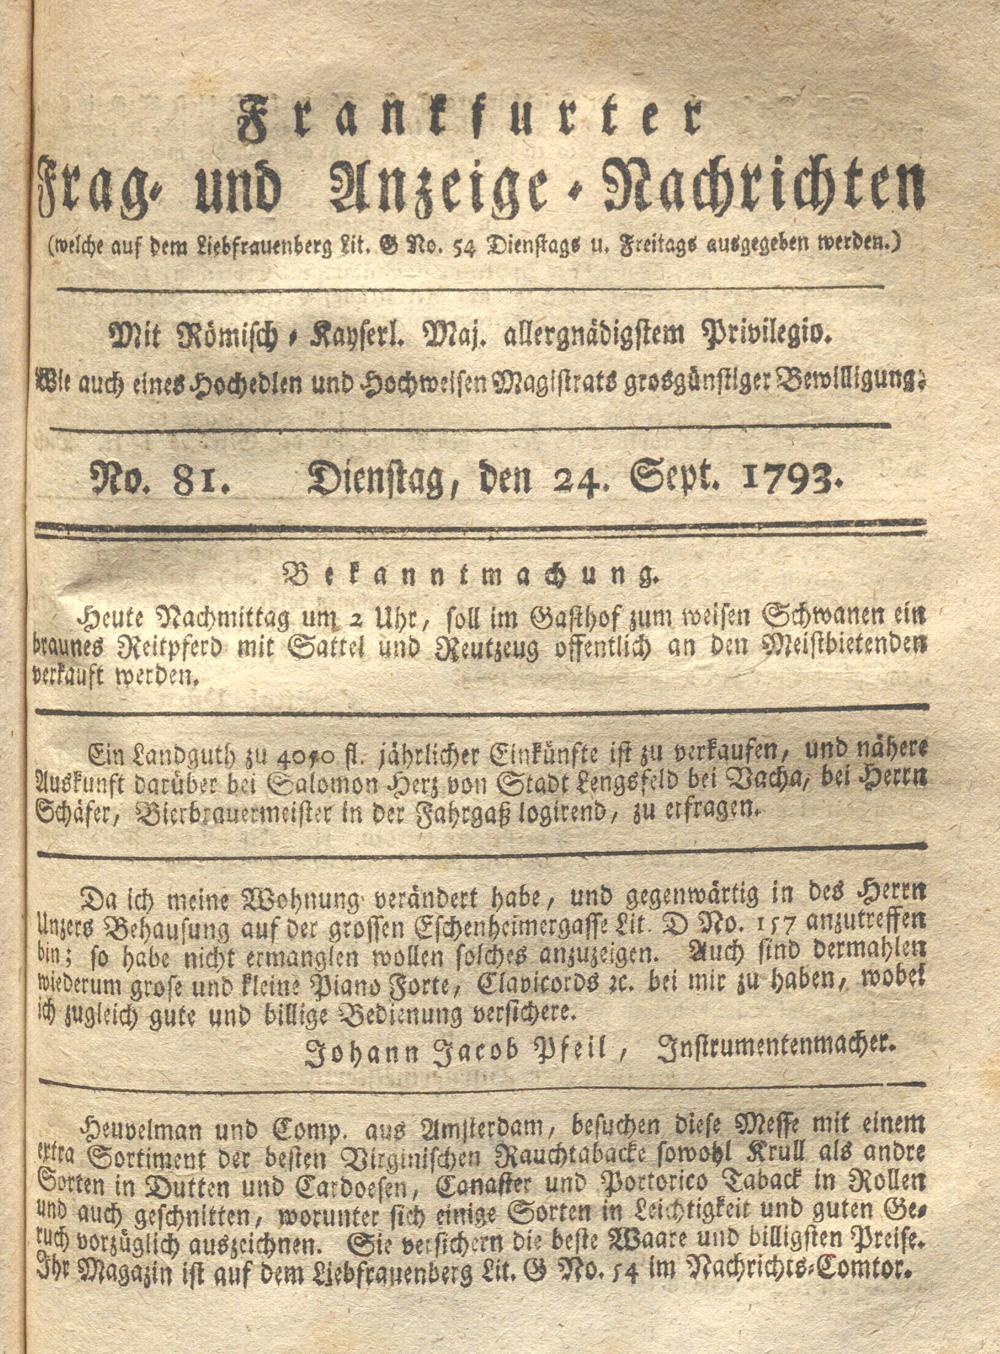 Frankfurter
Frag- und Anzeige-Nachrichten
(welche auf dem Liebfrauenberg Lit. G No. 54 Dienstags u. Freitags ausgegeben werden.)
Mit Römisch-Kayserl. Maj. allergnädigstem Privilegio.
Wie auch eines Hochedlen und Hochweisen Magistrats grosgünstiger Bewilligung.
No. 81. Dienstag, den 24. Sept. 1793.
Bekanntmachung.
Heute Nachmittag um 2 Uhr, soll im Gasthof zum weisen Schwanen ein
braunes Reitpferd mit Sattel und Reutzeug offentlich an den Meistbietenden
verkauft werden.
Ein Landguth zu 4050 fl. jährlicher Einkünfte ist zu verkaufen, und nähere
Auskunft darüber bei Salomon Herz von Stadt Lengsfeld bei Vacha, bei Herrn
Schäfer, Bierbrauermeister in der Fahrgaß logirend, zu erfragen.
Da ich meine Wohnung verändert habe, und gegenwärtig in des Herrn
Unzers Behausung auf der grossen Eschenheimergasse Lit. D No. 157 anzutreffen
bin; so habe nicht ermanglen wollen solches anzuzeigen. Auch sind dermahlen
wiederum grose und kleine Piano Forte, Clavicords ꝛc. bei mir zu haben, wobei
ich zugleich gute und billige Bedienung versichere.
Johann Jacob Pfeil, Instrumentenmacher.
Heuvelman und Comp. aus Amsterdam, besuchen diese Messe mit einem
extra Sortiment der besten Virginischen Rauchtabacke sowohl Krull als andre
Sorten in Dutten und Cardoesen, Canaster und Portorico Taback in Rollen
und auch geschnitten, worunter sich einige Sorten in Leichtigkeit und guten Ge-
ruch vorzüglich auszeichnen. Sie versichern die beste Waare und billigsten Preise.
Ihr Magazin ist auf dem Liebfrauenberg Lit. G No. 54 im Nachrichts-Comtor.